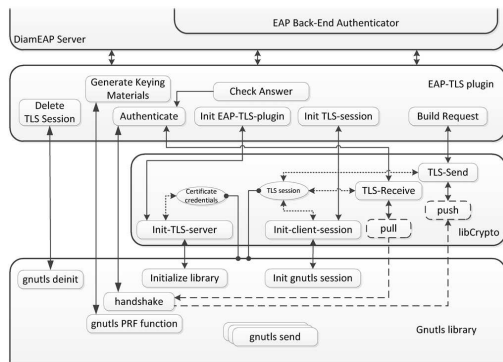 EAP Back-End Authenticator
DiamEAP Server
EAP-TLS plugin
Generate Keying
Materials
Check Answer
Delete
TLS Session
Authenticate
Init EAP-TLS-plugin
Init TLS-session
Build Request
TLS-Send
Certificate
credentials
TLS session
TLS-Receive
push
Init-TLS-server
Init-client-session
pull
libCrypto
gnutls deinit
Initialize library
Init gnutls session
handshake
gnutls PRF function
Gnutls library
gnutls send